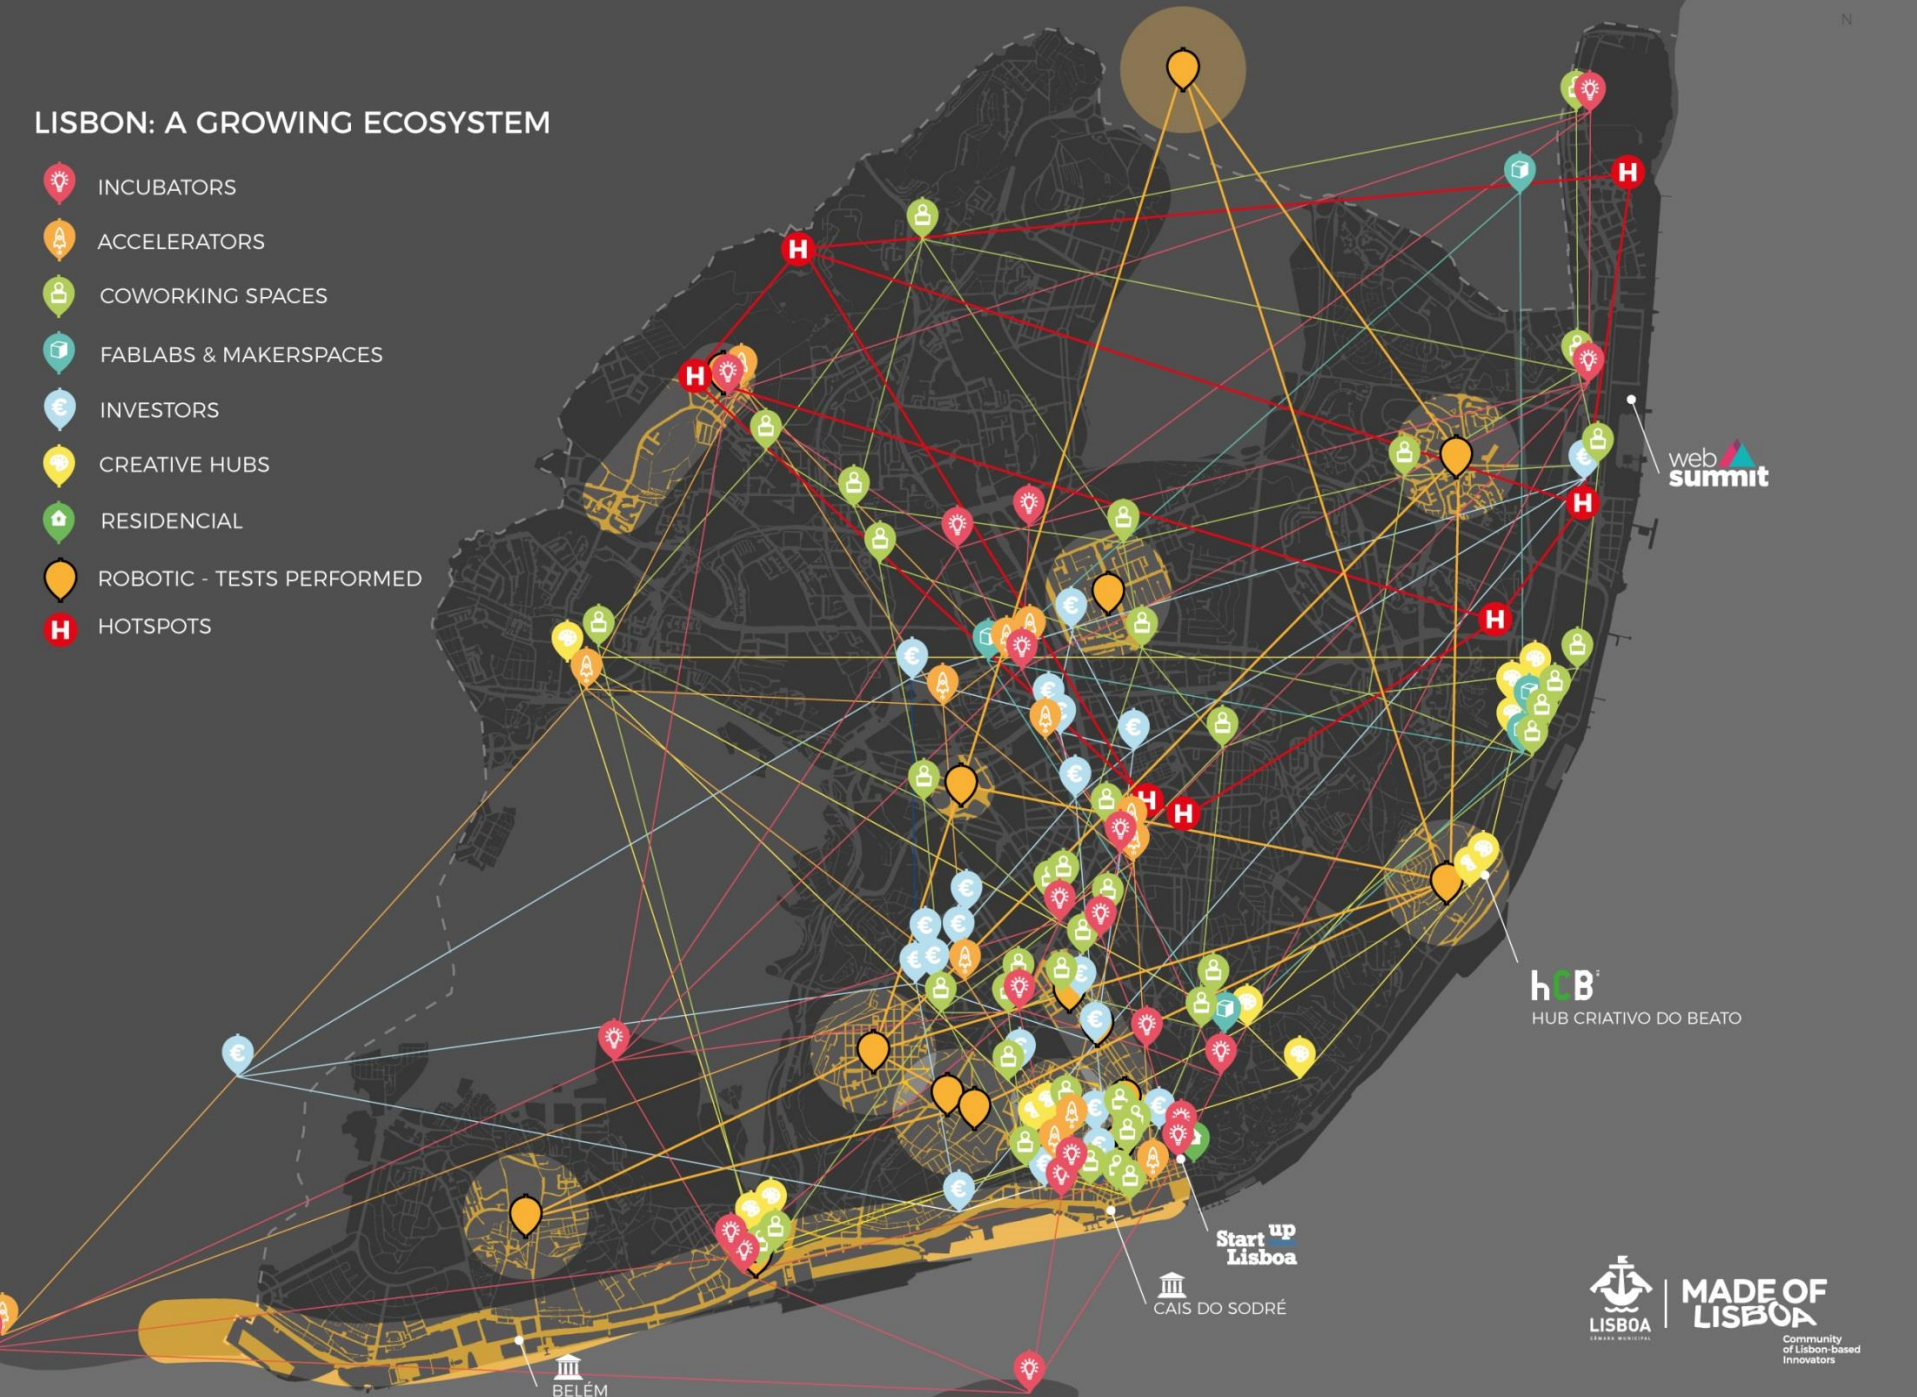 N
LISBON: A GROWING ECOSYSTEM
INCUBATORS
ACCELERATORS
COWORKING SPACES
FABLABS & MAKERSPACES
INVESTORS
CREATIVE HUBS
RESIDENCIAL
ROBOTIC - TESTS PERFORMED
H HOTSPOTS
H
H
H
H
H
H
H
web
summit
hCB
HUB CRIATIVO DO BEATO
Start up
Lisboa
CAIS DO SODRÉ
BELÉM
LISBOA
CÂMARA MUNICIPAL
MADE OF
LISBOA
Community
of Lisbon-based
Innovators